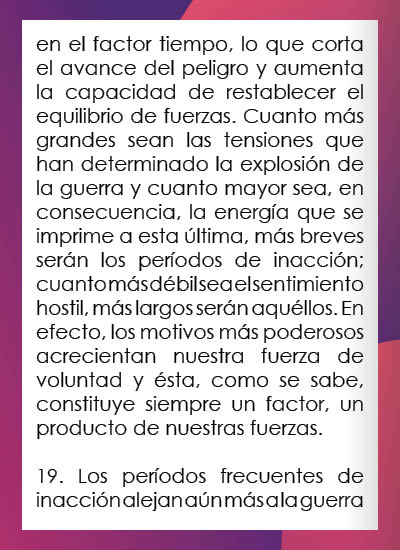 en el factor tiempo, lo que corta
el avance del peligro y aumenta
la capacidad de restablecer el
equilibrio de fuerzas. Cuanto más
grandes sean las tensiones que
han determinado la explosión de
la guerra y cuanto mayor sea, en
consecuencia, la energía que se
imprime a esta última, más breves
serán los períodos de inacción;
cuanto más débil sea el sentimiento
hostil, más largos serán aquéllos. En
efecto, los motivos más poderosos
acrecientan nuestra fuerza de
voluntad y ésta, como se sabe,
constituye siempre un factor, un
producto de nuestras fuerzas.
19. Los períodos frecuentes de
inacción alejan aún más a la guerra